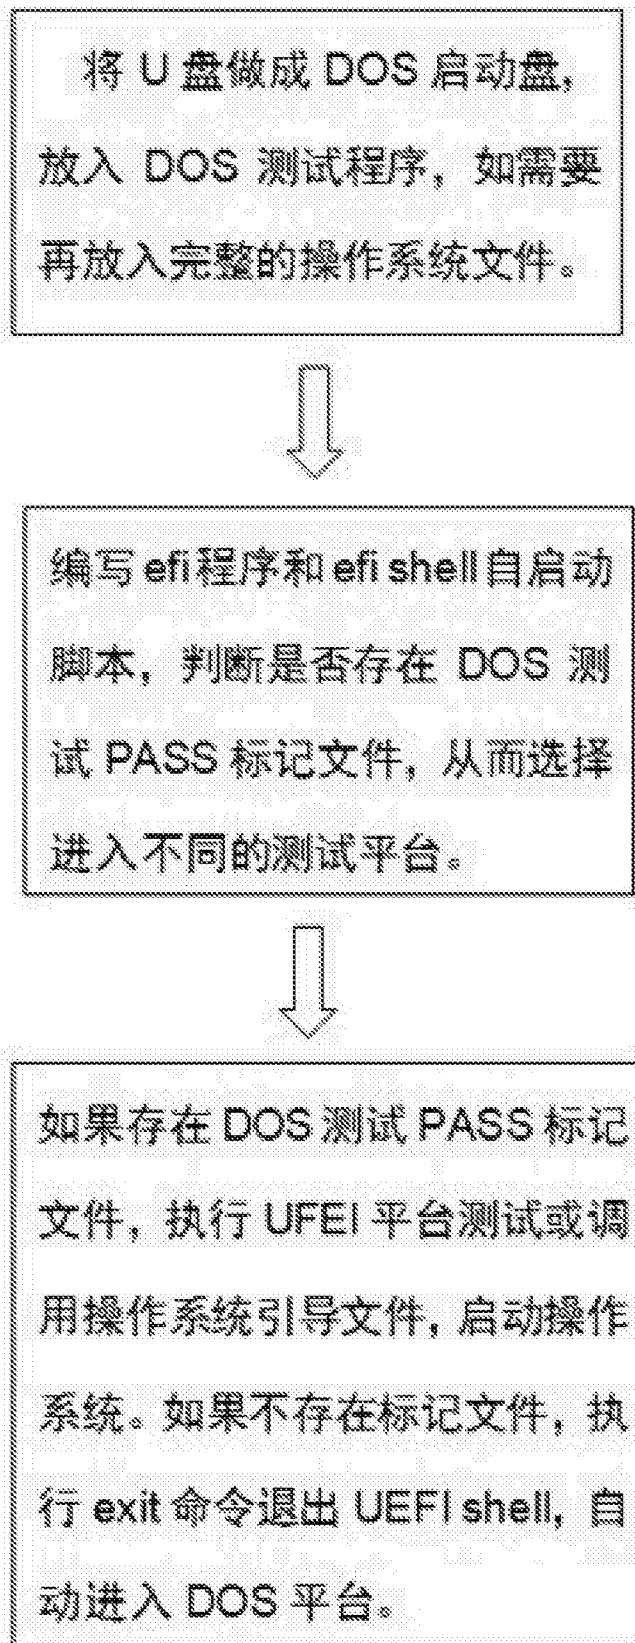 将 U 盘做成 DOS 启动盘，
放入 DOS 测试程序，如需要
再放入完整的操作系统文件。
编写 efi 程序和 efi shell 自启动
脚本，判断是否存在 DOS 测
试 PASS 标记文件，从而选择
进入不同的测试平台。
如果存在 DOS 测试 PASS 标记
文件，执行 UFEI 平台测试或调
用操作系统引导文件，启动操作
系统。如果不存在标记文件，执
行 exit 命令退出 UEFI shell，自
动进入 DOS 平台。